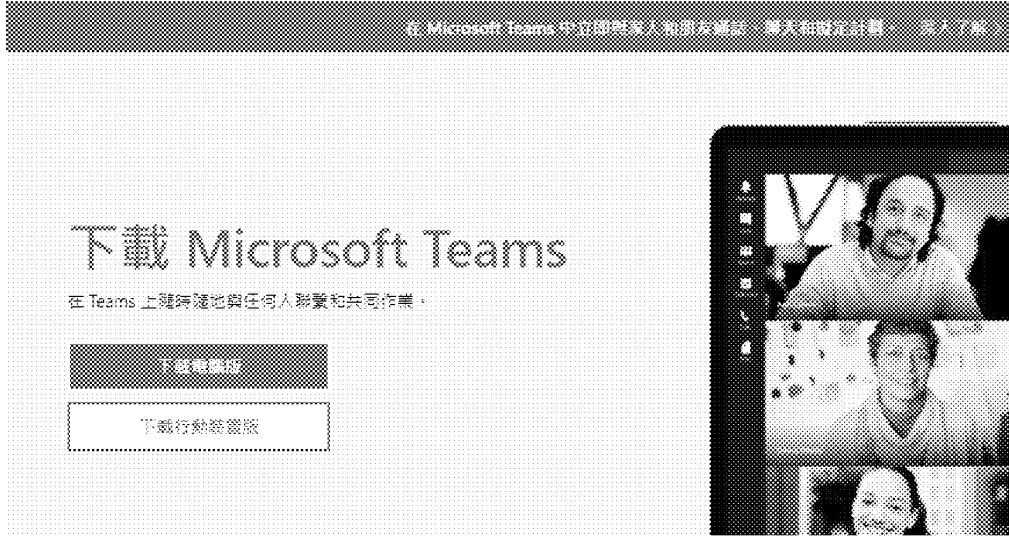 在 Microsoft Teams 中立即與家人和朋友通話、聊天和擬定計劃。 深入了解 >
下載 Microsoft Teams
在 Teams 上隨時隨地與任何人聯繫和共同作業。
下載電腦版
下載行動裝置版